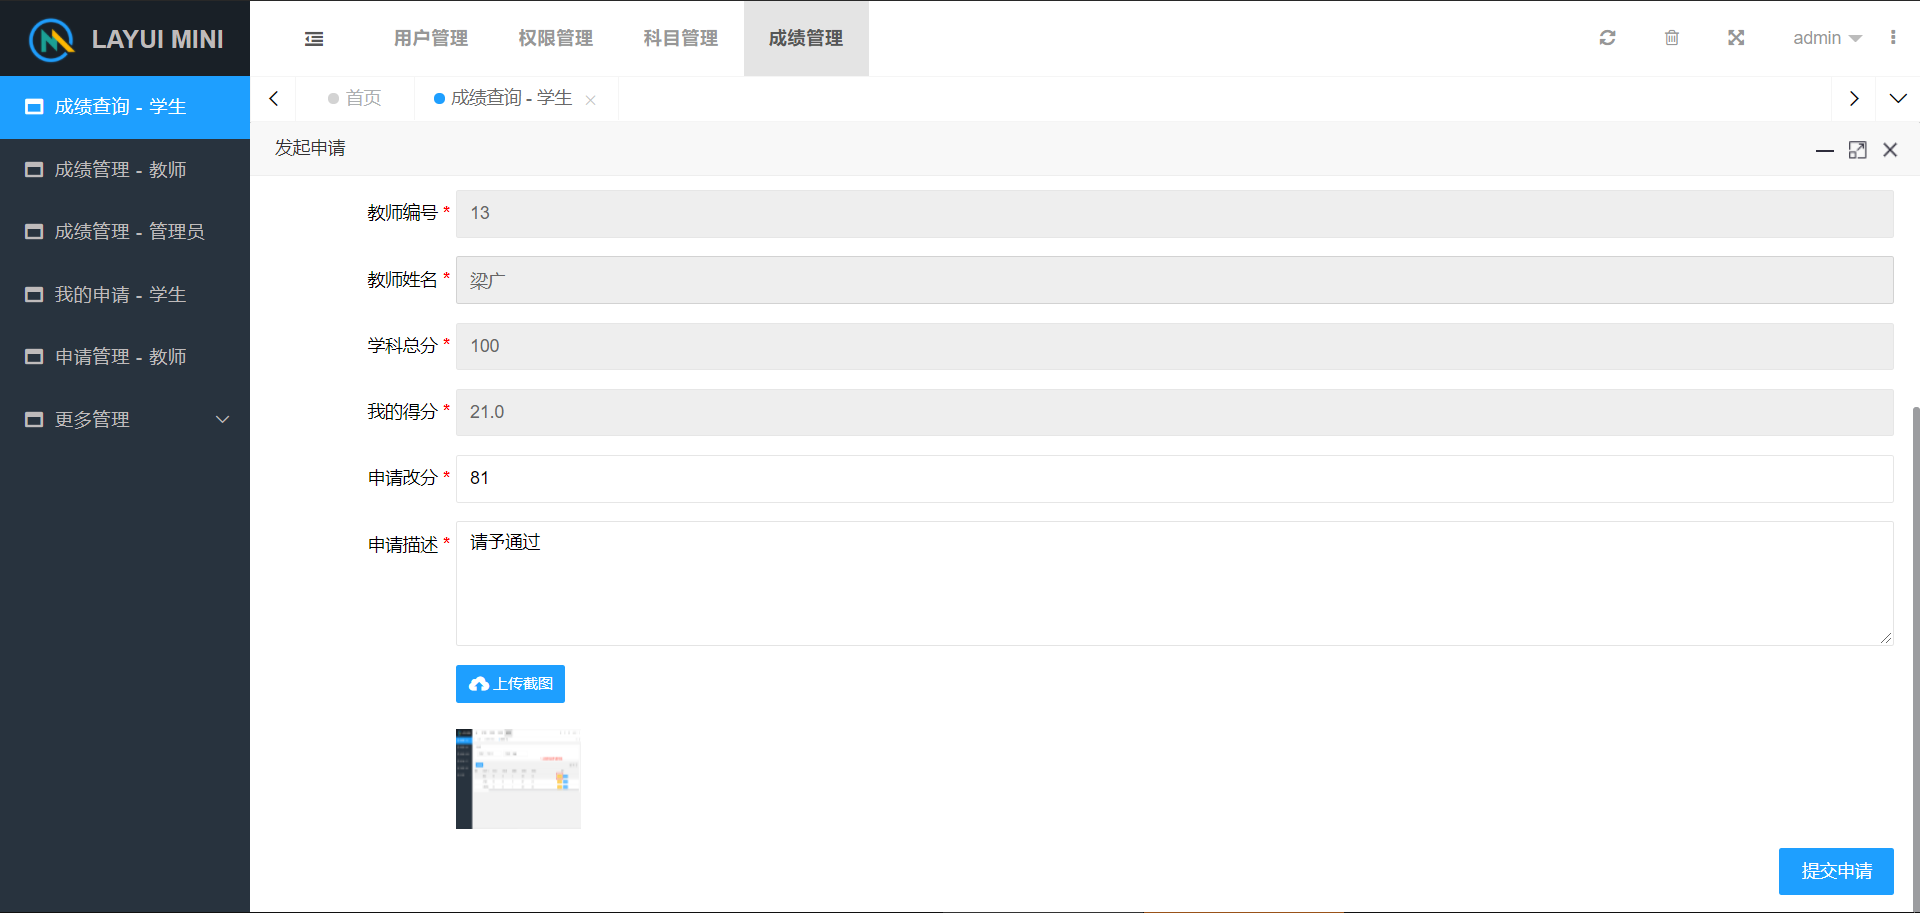 LAYUI MINI
用户管理
权限管理
科目管理
成绩管理
admin
成绩查询 - 学生
成绩管理 - 教师
成绩管理 - 管理员
我的申请 - 学生
申请管理 - 教师
更多管理
首页
成绩查询 - 学生
发起申请
教师编号 *
13
教师姓名 *
梁广
学科总分 *
100
我的得分 *
21.0
申请改分 *
81
申请描述 *
请予通过
上传截图
提交申请